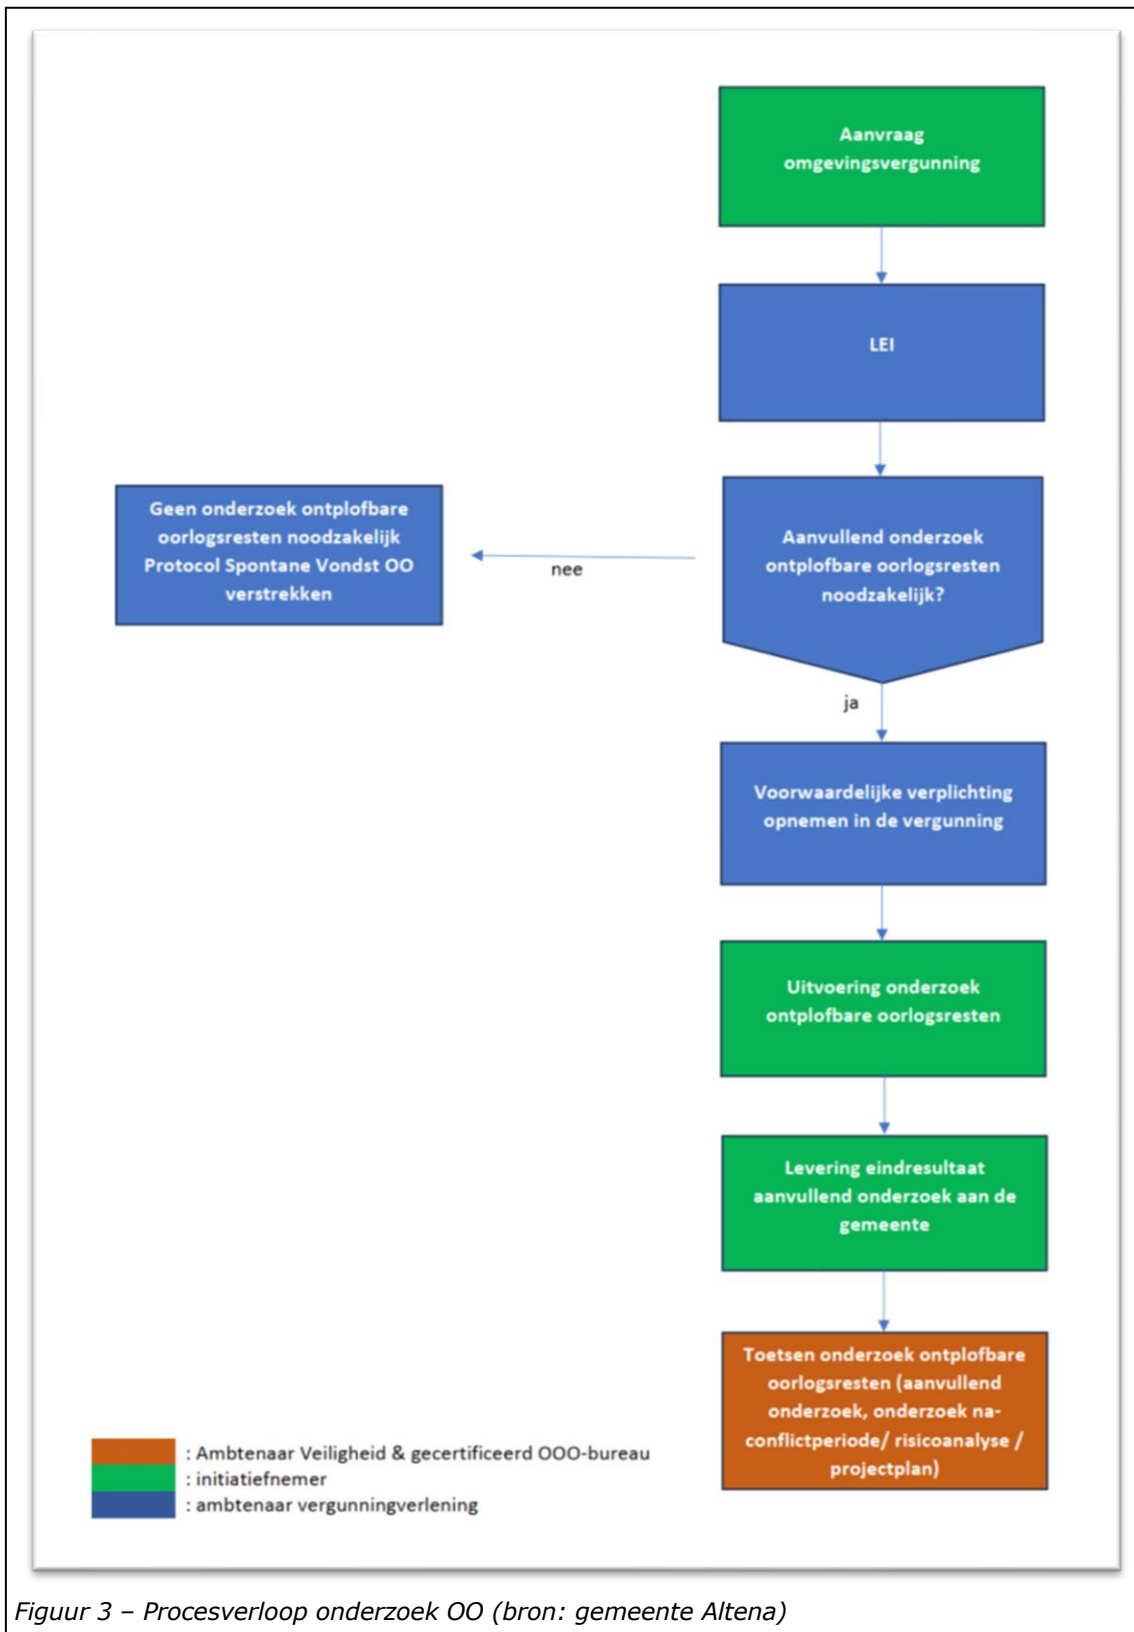 Aanvraag
omgevingsvergunning
LEI
Aanvullend onderzoek
ontplofbare oorlogsresten
noodzakelijk?
nee
Geen onderzoek ontplofbare
oorlogsresten noodzakelijk
Protocol Spontane Vondst OO
verstrekken
ja
Voorwaardelijke verplichting
opnemen in de vergunning
Uitvoering onderzoek
ontplofbare oorlogsresten
Levering eindresultaat
aanvullend onderzoek aan de
gemeente
Toetsen onderzoek ontplofbare
oorlogsresten (aanvullend
onderzoek, onderzoek na-
conflictperiode/ risicoanalyse /
projectplan)
: Ambtenaar Veiligheid & gecertificeerd OOO-bureau
: initiatiefnemer
: ambtenaar vergunningverlening
Figuur 3 – Procesverloop onderzoek OO (bron: gemeente Altena)